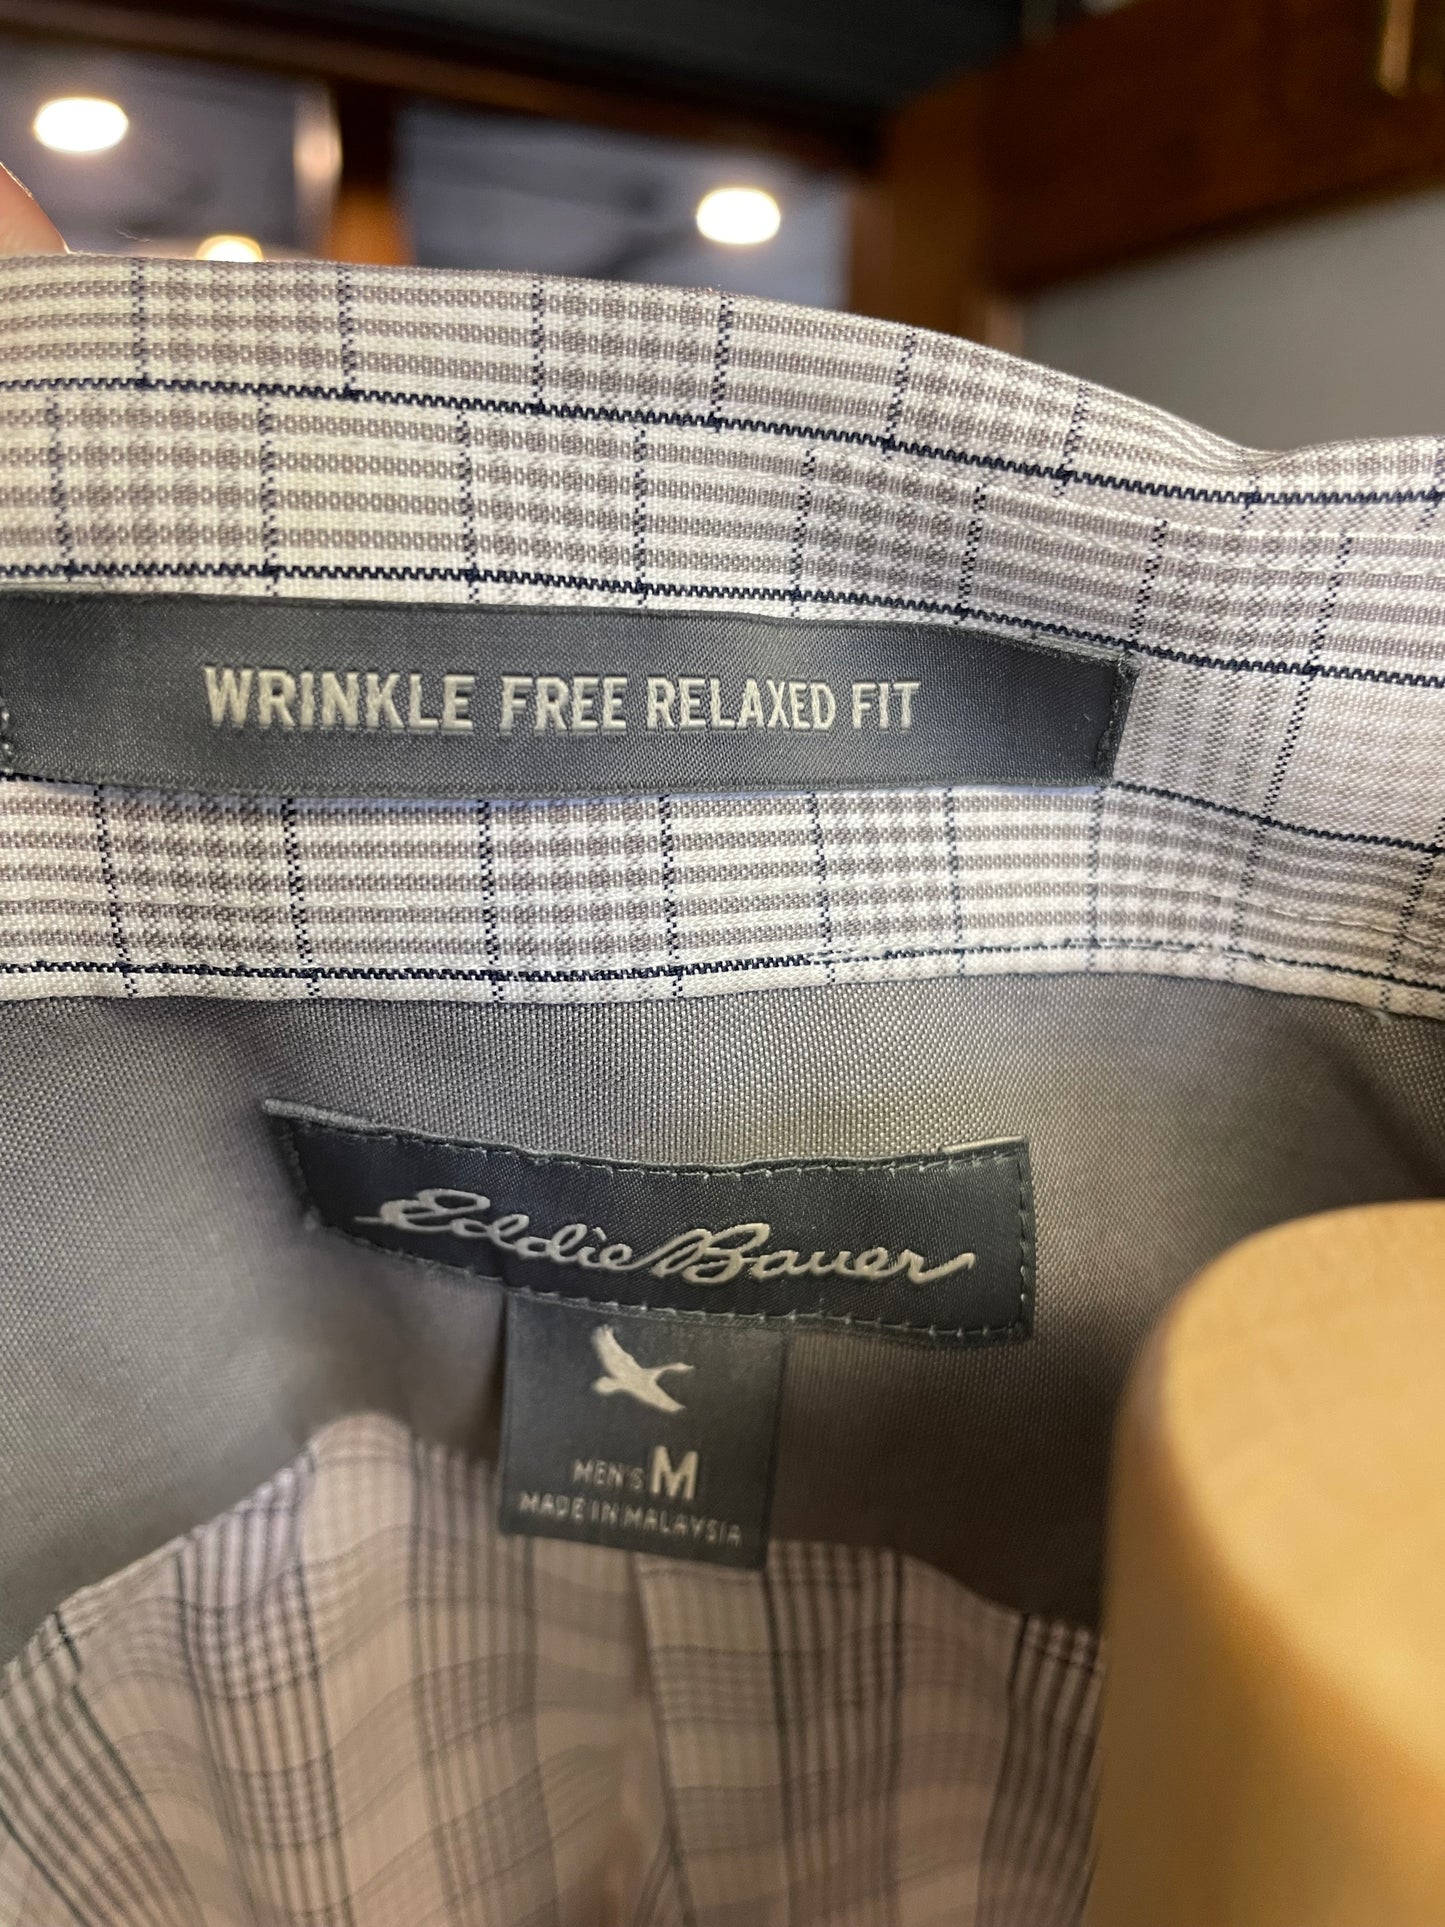 WRINKLE FREE RELAXED FIT
Eddie Bauer
MEN'S M
MADE IN MALAYSIA